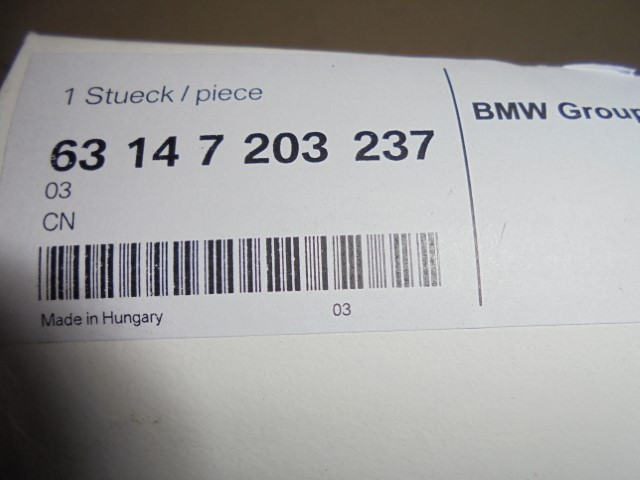 1 Stueck / piece
BMW Group
63 14 7 203 237
03
CN
Made in Hungary
03